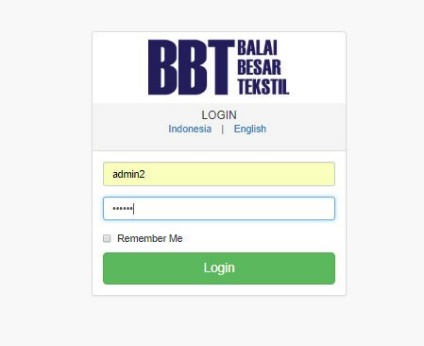 BBT BALAI
BESAR
TEKSTIL
LOGIN
Indonesia | English
admin2
••••••
Remember Me
Login